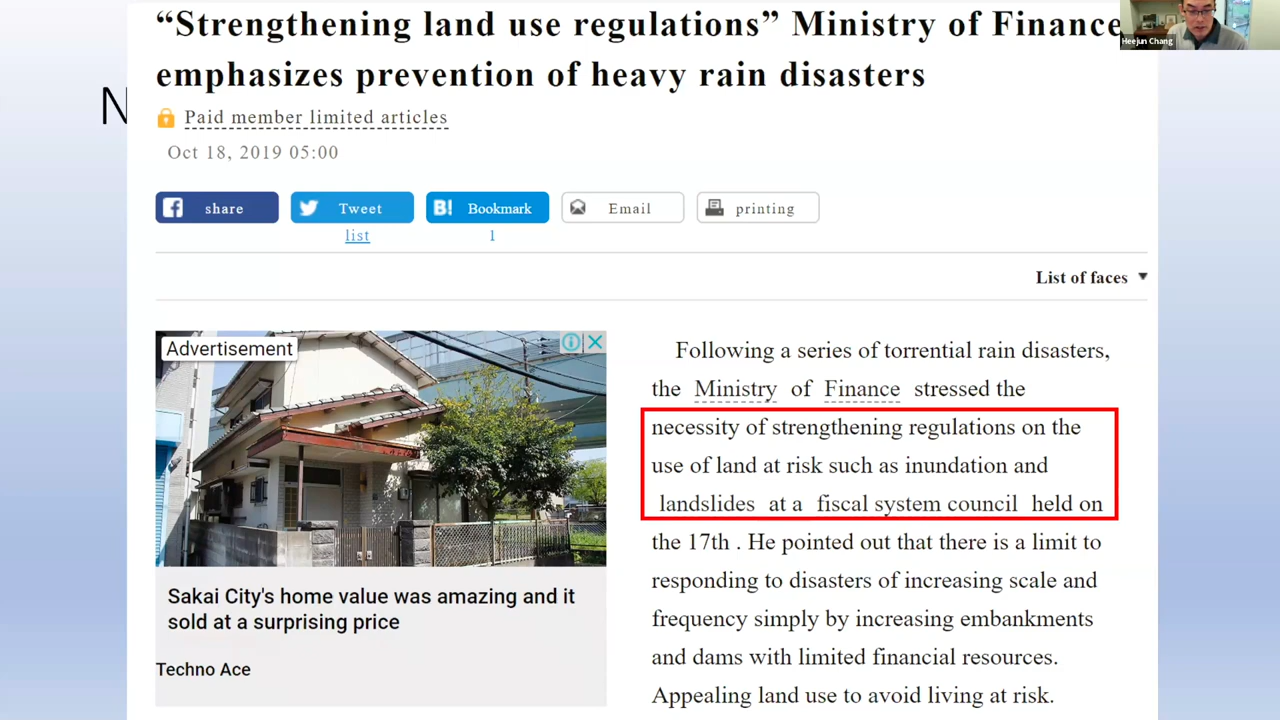 “Strengthening land use regulations” Ministry of Finance
emphasizes prevention of heavy rain disasters
Heejun Chang
N
Paid member limited articles
Oct 18, 2019 05:00
share
Tweet
B! Bookmark
Email
printing
list
1
List of faces
Advertisement
Following a series of torrential rain disasters,
the Ministry of Finance stressed the
necessity of strengthening regulations on the
use of land at risk such as inundation and
landslides at a fiscal system council held on
the 17th . He pointed out that there is a limit to
responding to disasters of increasing scale and
frequency simply by increasing embankments
and dams with limited financial resources.
Appealing land use to avoid living at risk.
Sakai City's home value was amazing and it
sold at a surprising price
Techno Ace